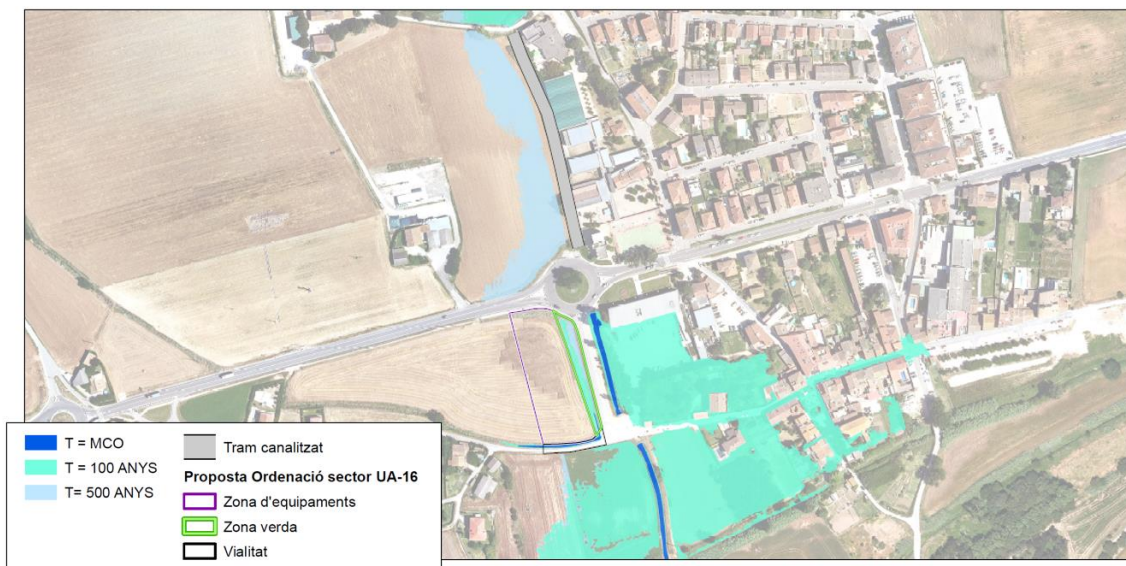 T = MCO
T = 100 ANYS
T= 500 ANYS
Tram canalitzat
Proposta Ordenació sector UA-16
Zona d'equipaments
Zona verda
Vialitat